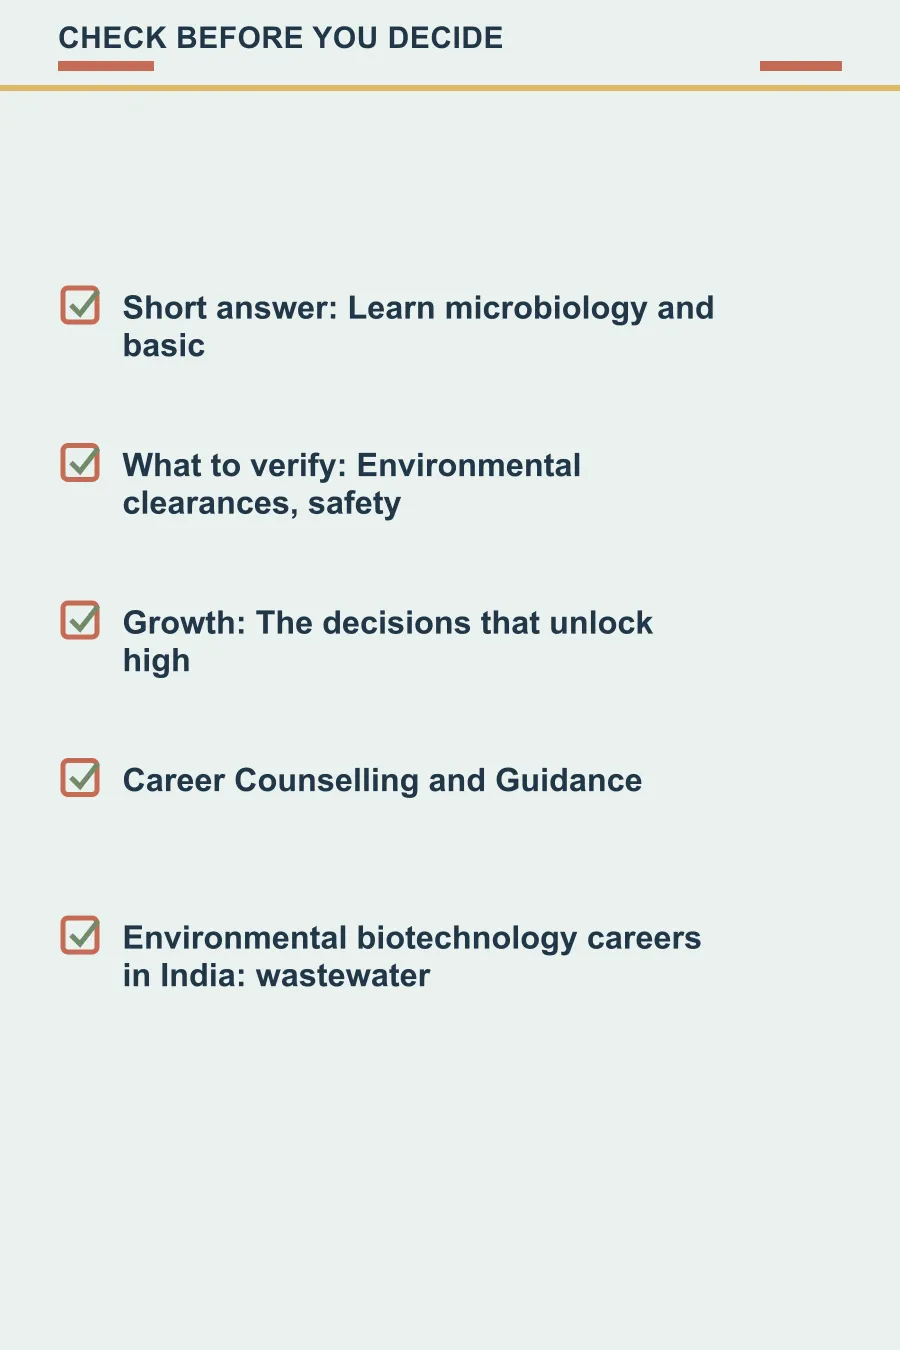 CHECK BEFORE YOU DECIDE
Short answer: Learn microbiology and
basic
What to verify: Environmental
clearances, safety
Growth: The decisions that unlock
high
Career Counselling and Guidance
Environmental biotechnology careers
in India: wastewater